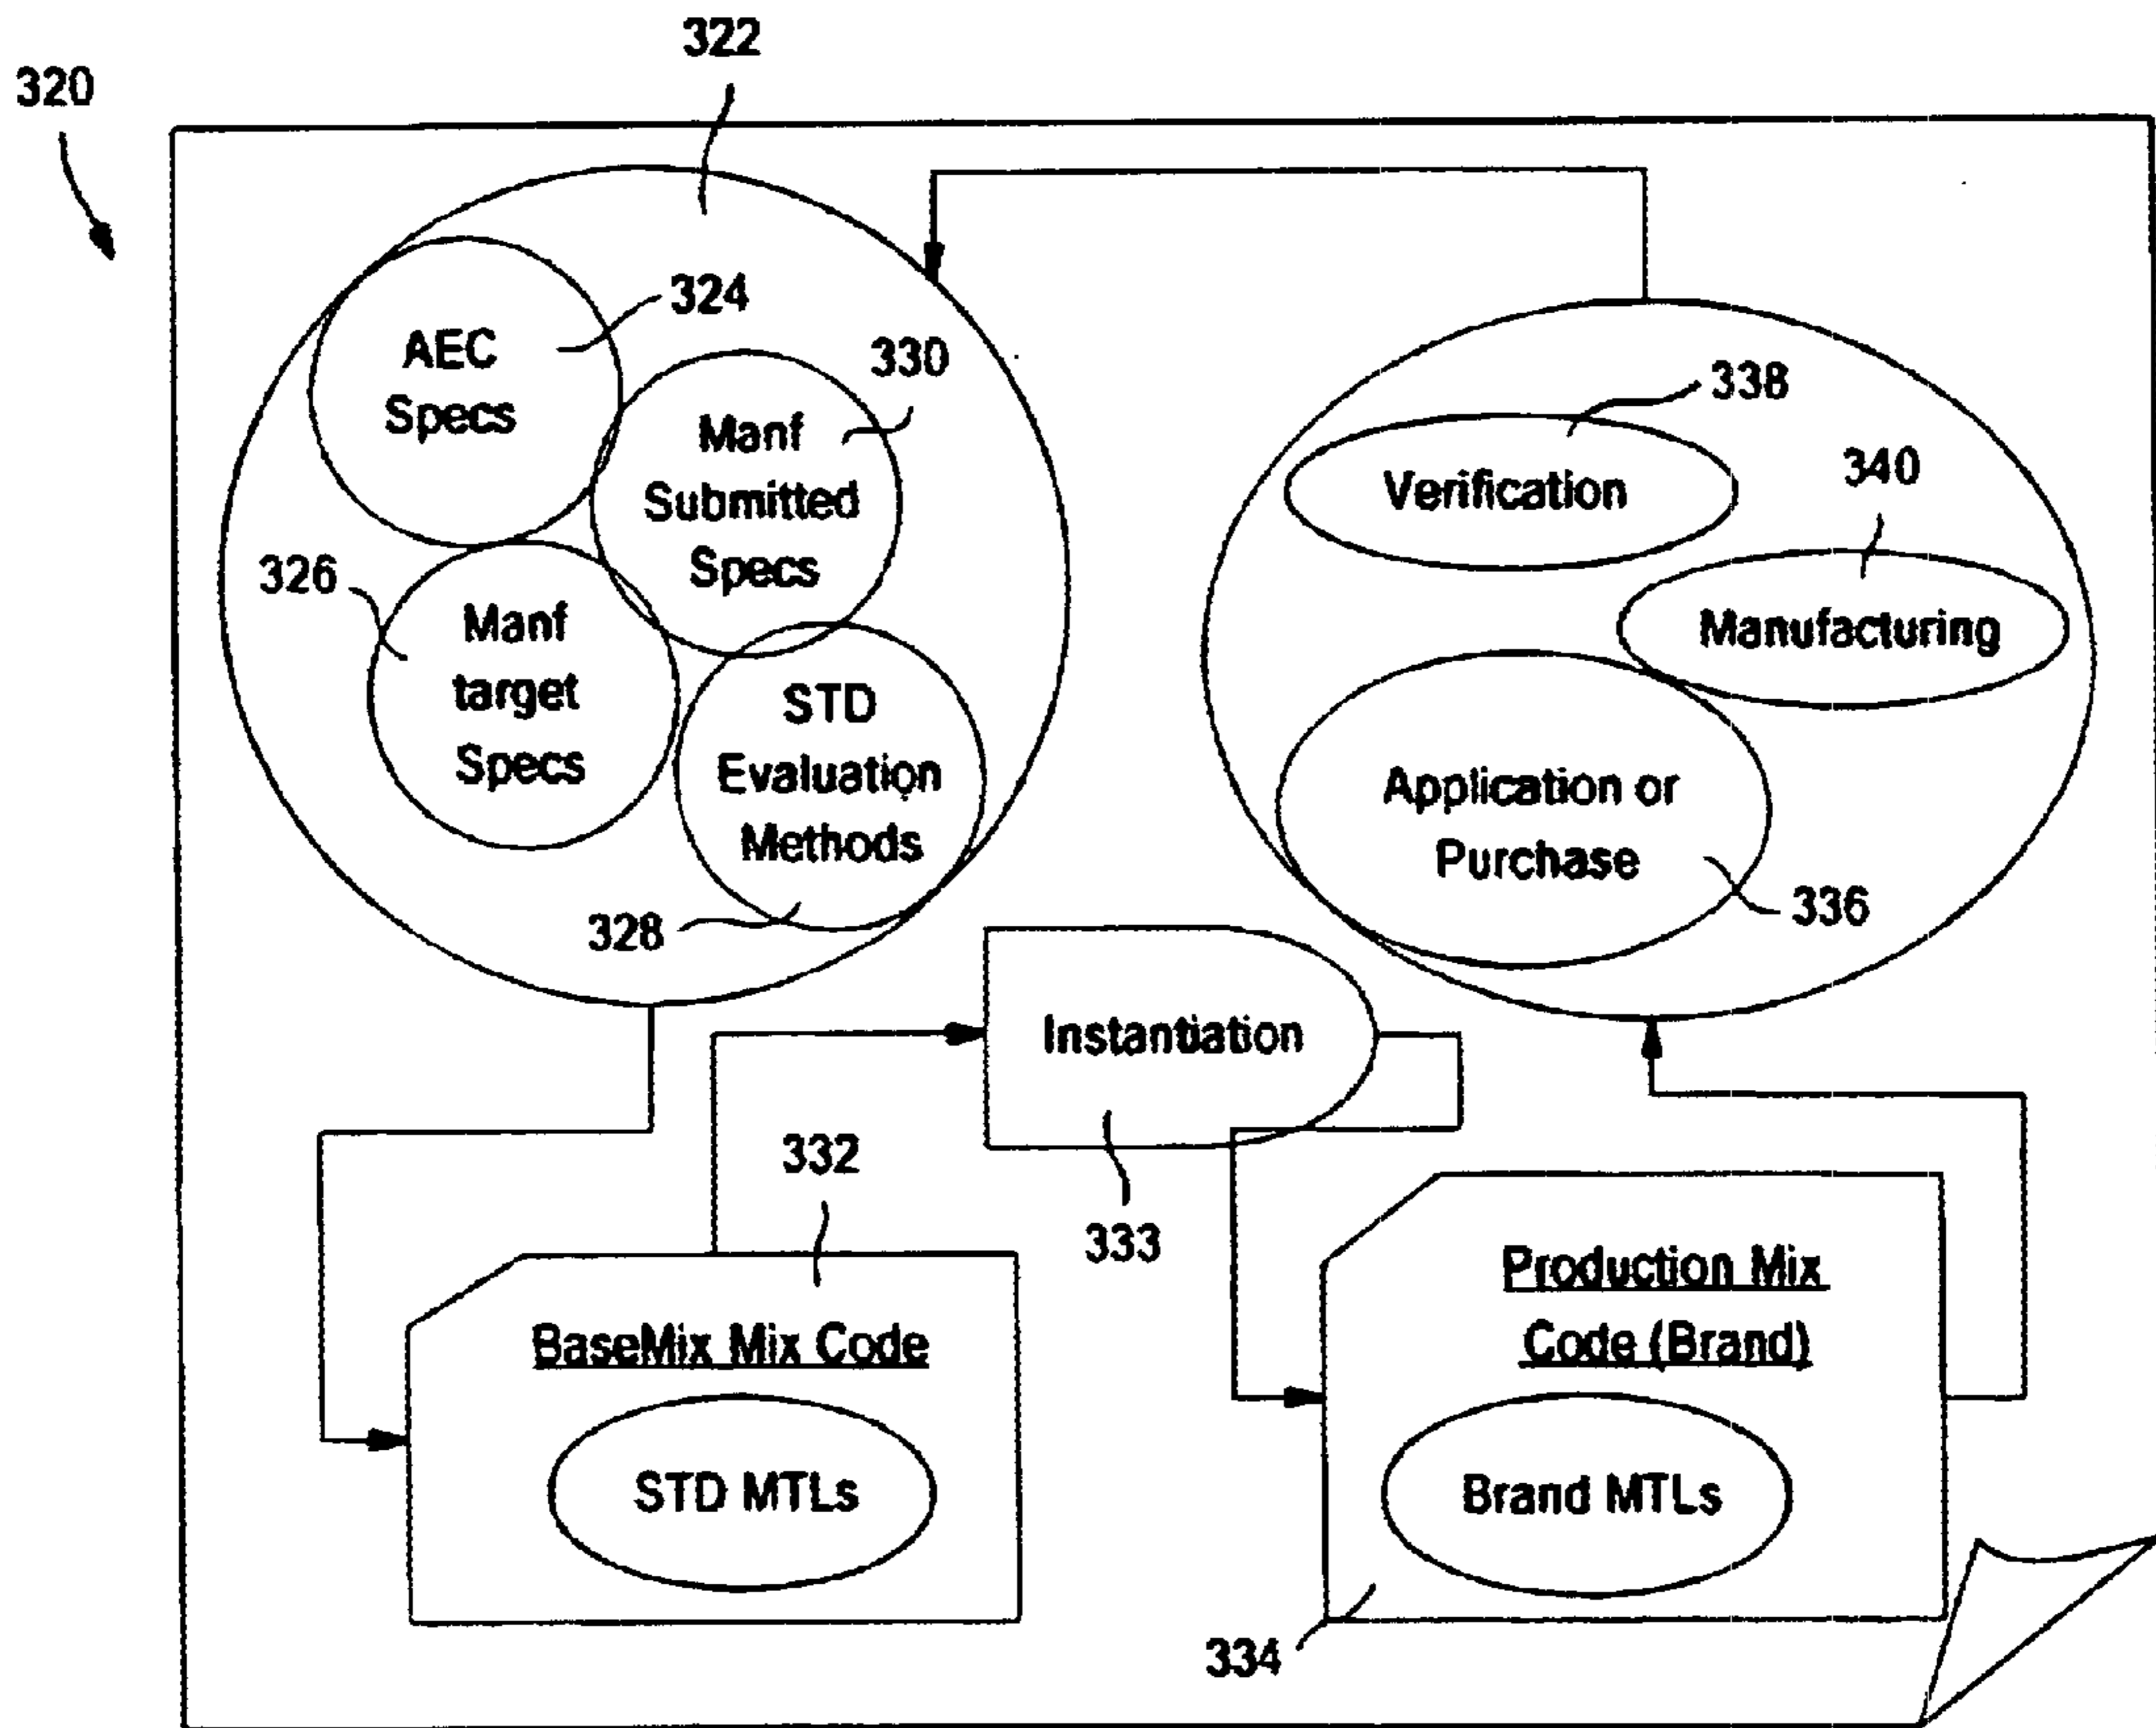 322
320
324
AEC
Specs
330
Manf
Submitted
Specs
338
Verification
340
Manufacturing
326
Manf
target
Specs
STD
Evaluation
Methods
Application or
Purchase
336
328
Instantiation
333
332
BaseMix Mix Code
STD MTLs
Production Mix
Code (Brand)
Brand MTLs
334